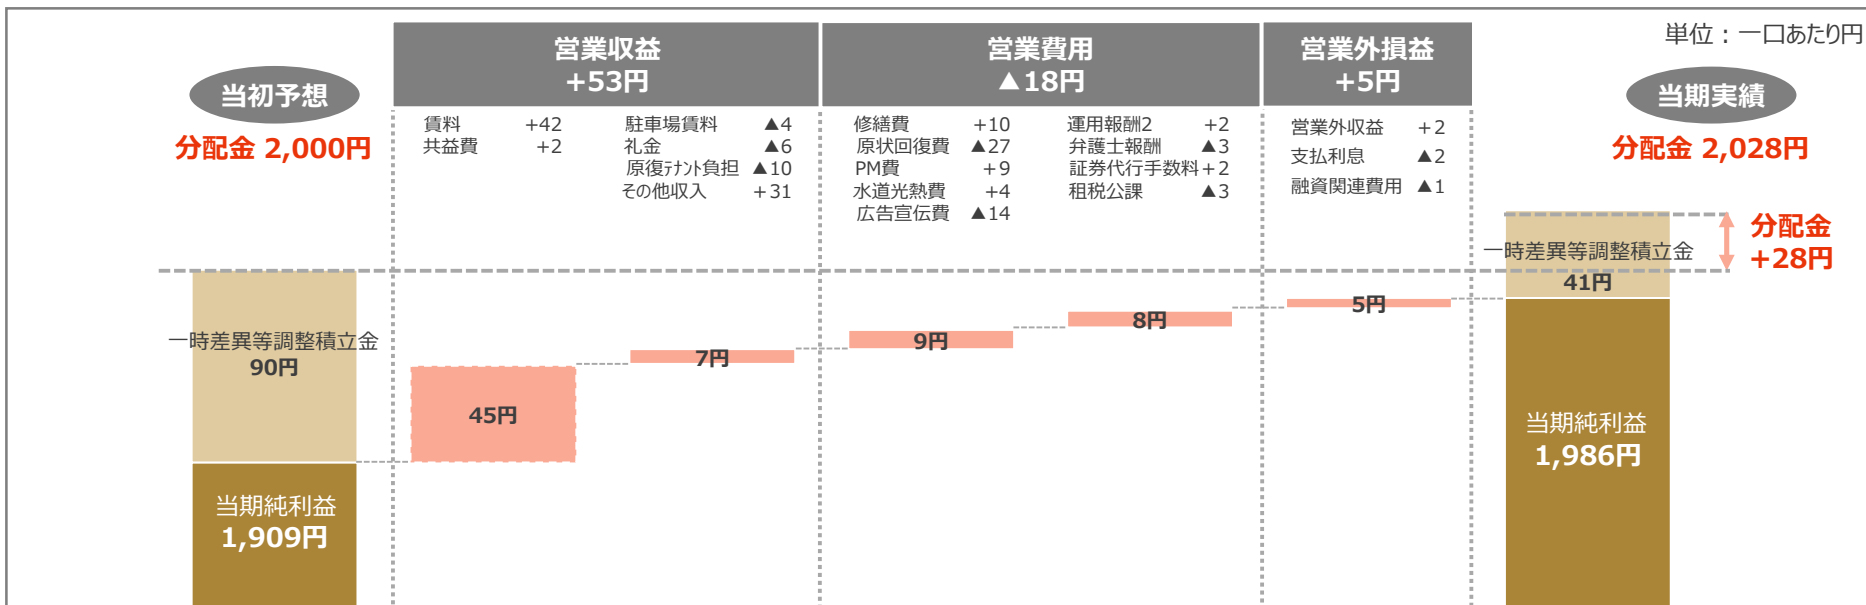 単位：一口あたり円
当初予想
分配金 2,000円
営業収益
+53円
賃料 +42
共益費 +2
駐車場賃料 ▲4
礼金 ▲6
原復ﾃﾅﾝﾄ負担 ▲10
その他収入 +31
営業費用
▲18円
修繕費 +10
原状回復費 ▲27
PM費 +9
水道光熱費 +4
広告宣伝費 ▲14
運用報酬2 +2
弁護士報酬 ▲3
証券代行手数料+2
租税公課 ▲3
営業外損益
+5円
営業外収益 +2
支払利息 ▲2
融資関連費用 ▲1
当期実績
分配金 2,028円
分配金
+28円
一時差異等調整積立金
90円
当期純利益
1,909円
45円
7円
9円
8円
5円
一時差異等調整積立金
41円
当期純利益
1,986円